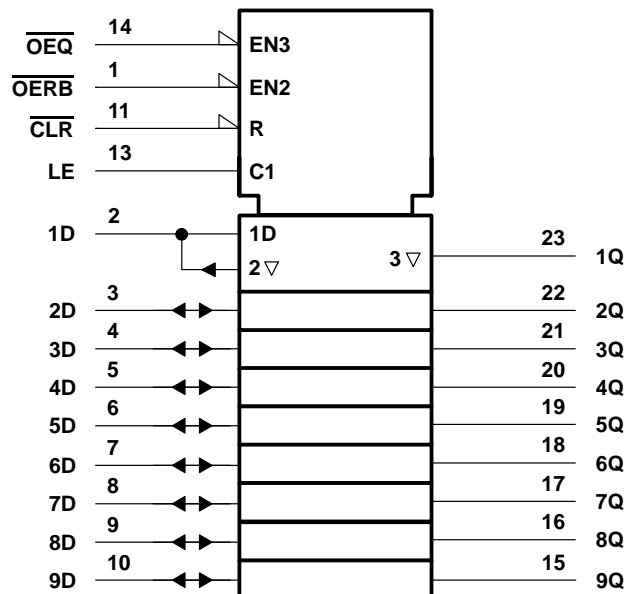 14
OEQ EN3
1
OERB EN2
11
CLR R
13
LE C1
2
1D 1D 23
2 ▽ 3 ▽ 1Q
3 22
2D 2Q
4 21
3D 3Q
5 20
4D 4Q
6 19
5D 5Q
7 18
6D 6Q
8 17
7D 7Q
9 16
8D 8Q
10 15
9D 9Q